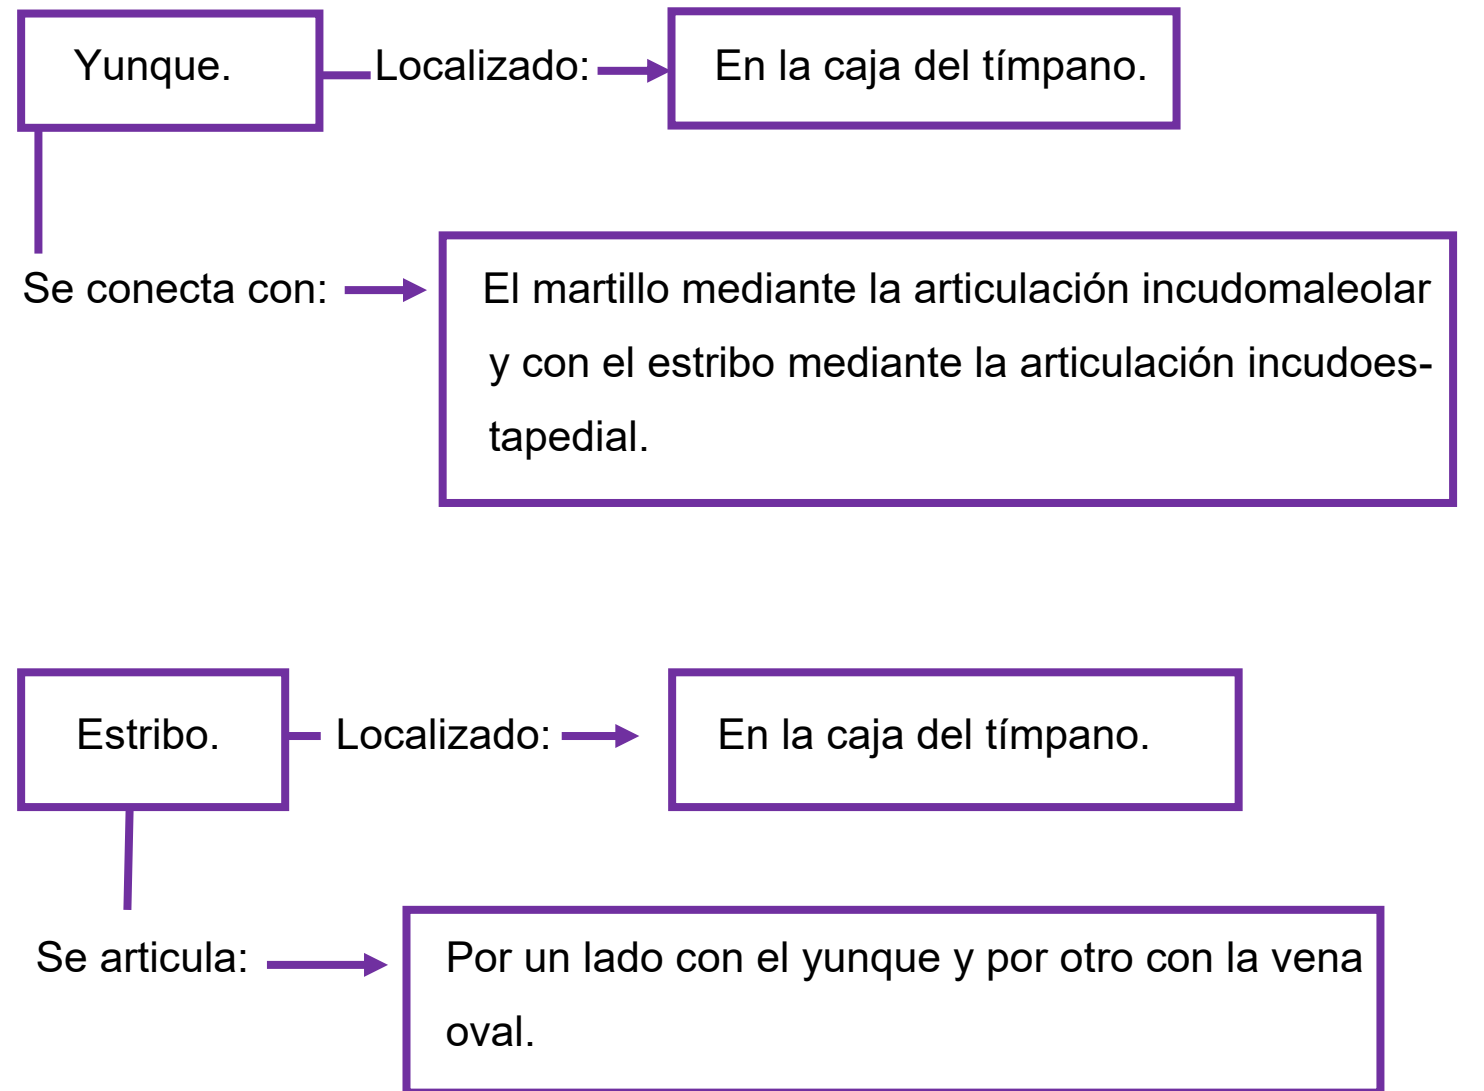 Yunque. Localizado: En la caja del tímpano.
Se conecta con: El martillo mediante la articulación incudomaleolar
y con el estribo mediante la articulación incudoes-
tapedial.
Estribo. Localizado: En la caja del tímpano.
Se articula: Por un lado con el yunque y por otro con la vena
oval.